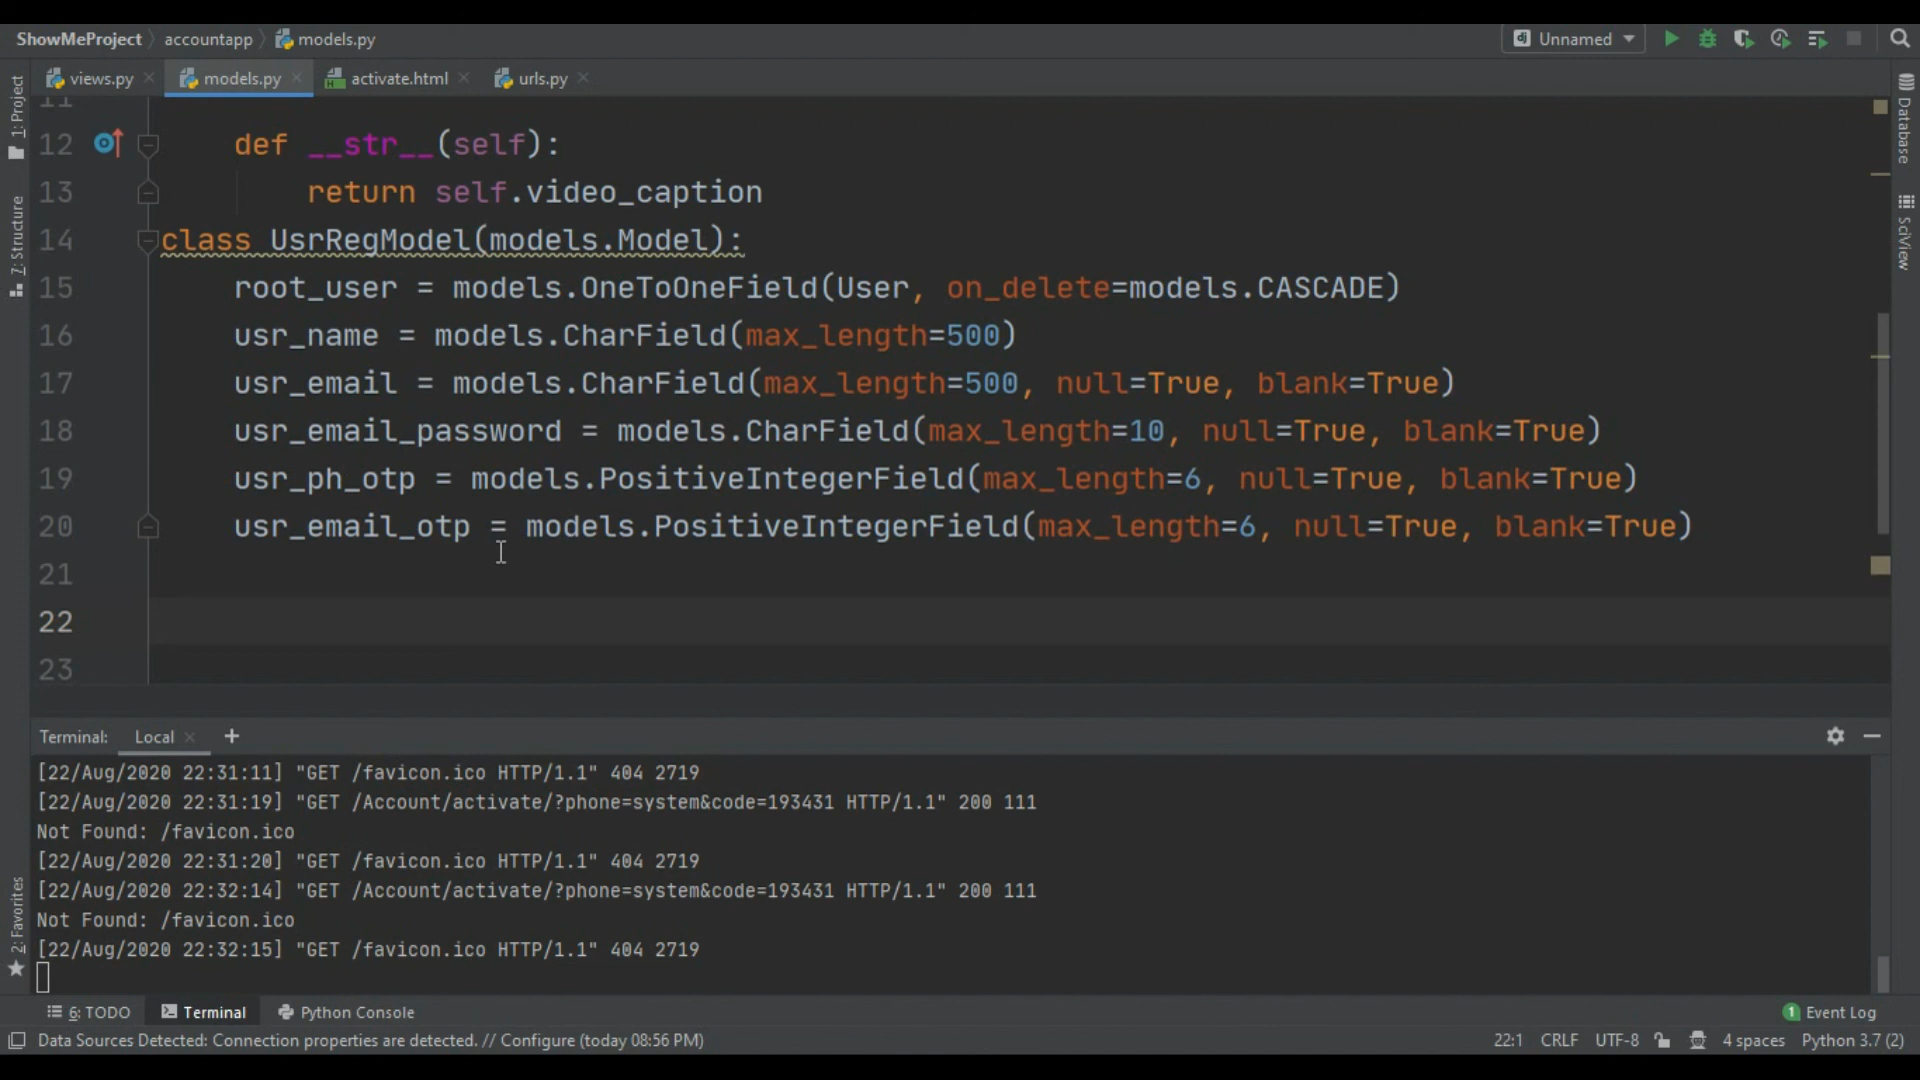 ShowMeProject accountapp models.py Unnamed
views.py models.py activate.html urls.py
11
12 def __str__(self):
13 return self.video_caption
14 class UsrRegModel(models.Model):
15 root_user = models.OneToOneField(User, on_delete=models.CASCADE)
16 usr_name = models.CharField(max_length=500)
17 usr_email = models.CharField(max_length=500, null=True, blank=True)
18 usr_email_password = models.CharField(max_length=10, null=True, blank=True)
19 usr_ph_otp = models.PositiveIntegerField(max_length=6, null=True, blank=True)
20 usr_email_otp = models.PositiveIntegerField(max_length=6, null=True, blank=True)
21
22
23
1: Project
7: Structure
2: Favorites
Database
SciView
Terminal: Local +
[22/Aug/2020 22:31:11] "GET /favicon.ico HTTP/1.1" 404 2719
[22/Aug/2020 22:31:19] "GET /Account/activate/?phone=system&code=193431 HTTP/1.1" 200 111
Not Found: /favicon.ico
[22/Aug/2020 22:31:20] "GET /favicon.ico HTTP/1.1" 404 2719
[22/Aug/2020 22:32:14] "GET /Account/activate/?phone=system&code=193431 HTTP/1.1" 200 111
Not Found: /favicon.ico
[22/Aug/2020 22:32:15] "GET /favicon.ico HTTP/1.1" 404 2719
6: TODO Terminal Python Console 1 Event Log
Data Sources Detected: Connection properties are detected. // Configure (today 08:56 PM) 22:1 CRLF UTF-8 4 spaces Python 3.7 (2)